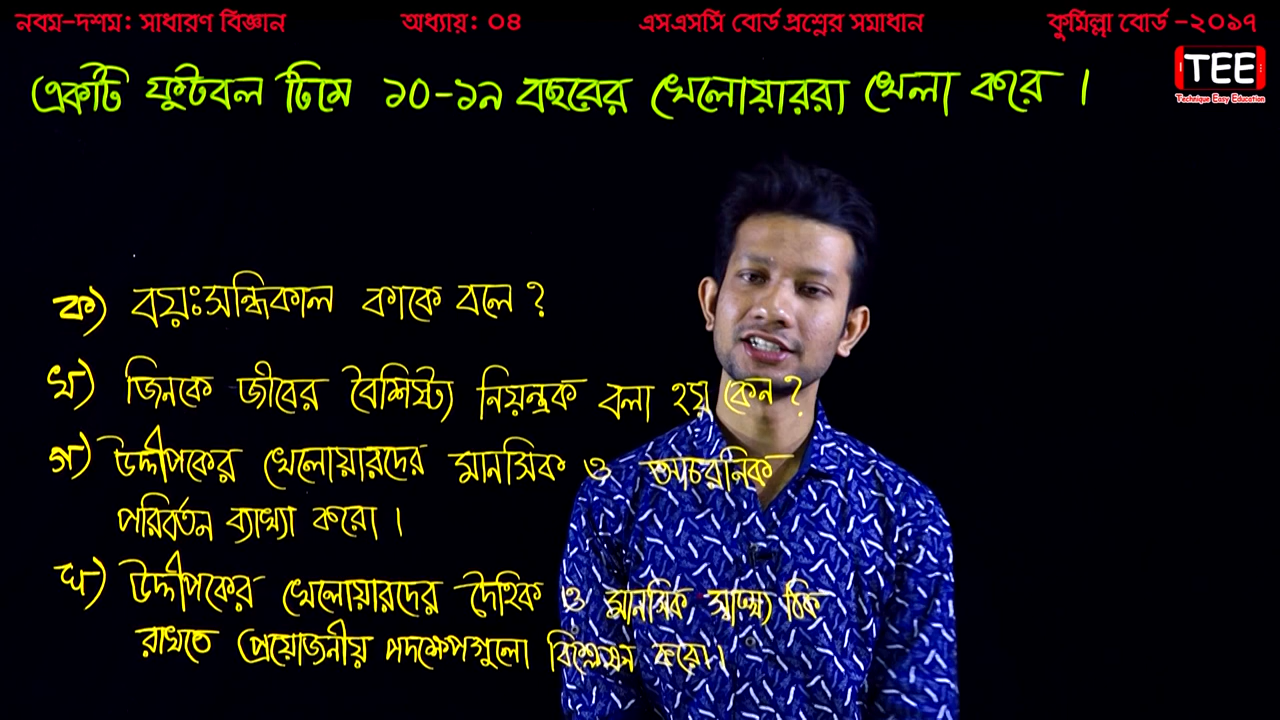 নবম-দশম: সাধারণ বিজ্ঞান অধ্যায়: ০৪ এসএসসি বোর্ড প্রশ্নের সমাধান কুমিল্লা বোর্ড -২০১৭
TEE
Technique Easy Education
একটি ফুটবল টিমে ১০-১৯ বছরের খেলোয়াররা খেলা করে ।
ক) বয়ঃসন্ধিকাল কাকে বলে ?
খ) জিনকে জীবের বৈশিষ্ট্য নিয়ন্ত্রক বলা হয় কেন ?
গ) উদ্দীপকের খেলোয়ারদের মানসিক ও আচরনিক
পরিবর্তন ব্যাখ্যা করো ।
ঘ) উদ্দীপকের খেলোয়ারদের দৈহিক ও মানসিক স্বাস্থ্য ঠিক
রাখতে প্রয়োজনীয় পদক্ষেপগুলো বিশ্লেষন করো।